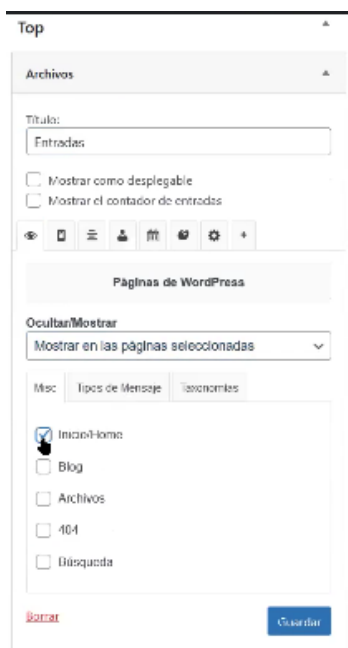 Top
Archivos
Título:
Entradas
Mostrar como desplegable
Mostrar el contador de entradas
Páginas de WordPress
Ocultar/Mostrar
Mostrar en las páginas seleccionadas
Misc Tipos de Mensaje Taxonomías
Inicio/Home
Blog
Archivos
404
Búsqueda
Borrar Guardar